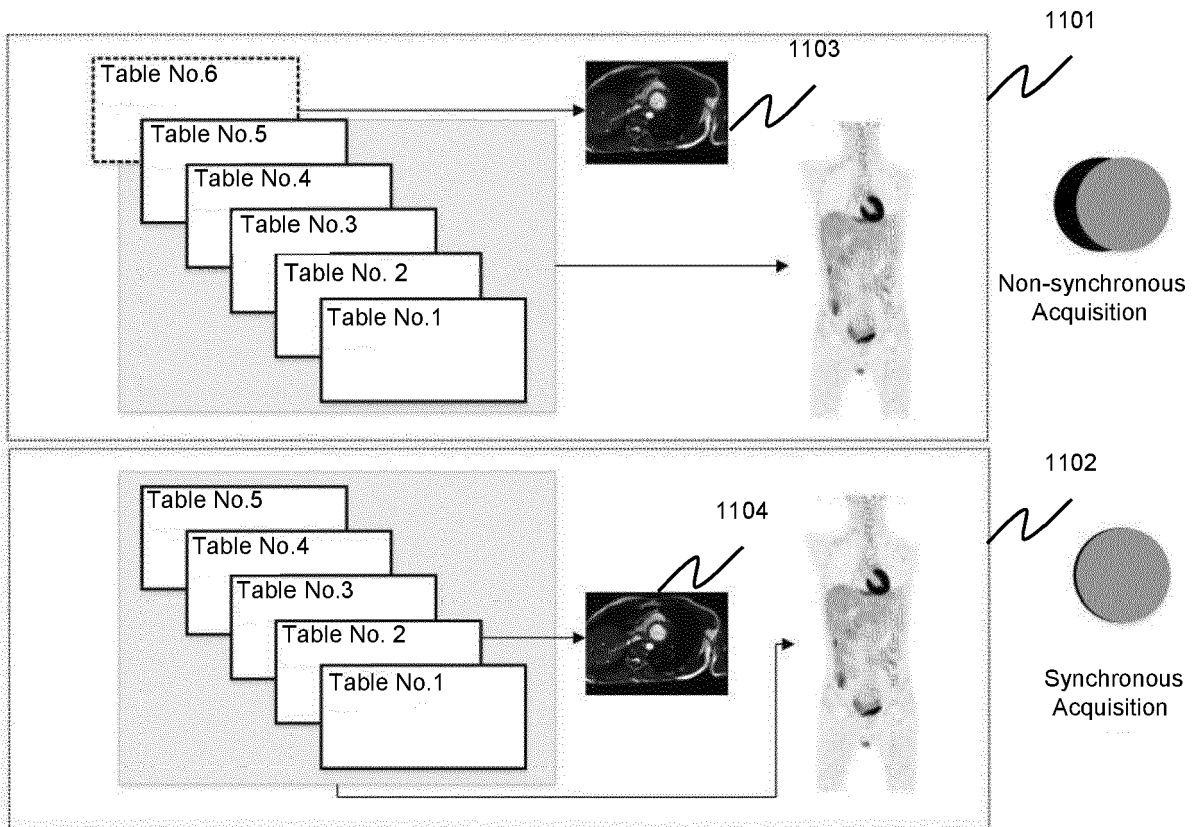 1101
1103
Table No.6
Table No.5
Table No.4
Table No.3
Table No. 2
Table No.1
Non-synchronous
Acquisition
1102
1104
Table No.5
Table No.4
Table No.3
Table No. 2
Table No.1
Synchronous
Acquisition